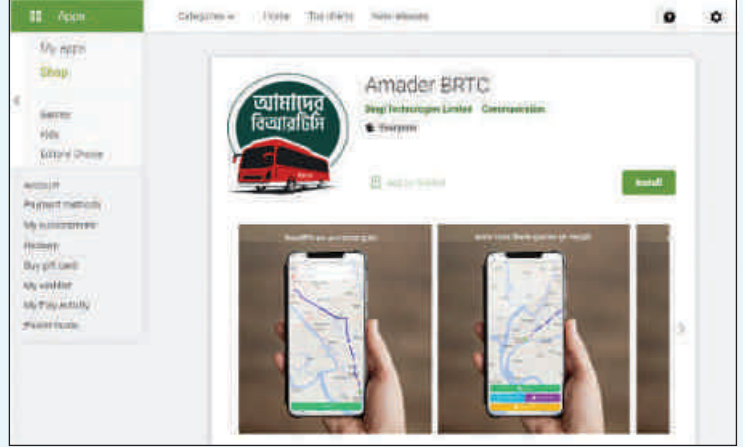 Apps
Categories
Home
Top charts
New releases
My apps
Shop
Games
Kids
Editors' Choice
Account
Payment methods
My subscriptions
Redeem
Buy gift card
My wishlist
My Play activity
Parent Guide
আমাদের
বিআরটিসি
Amader BRTC
Technologies Limited
Communication
Everyone
Add to Wishlist
Install